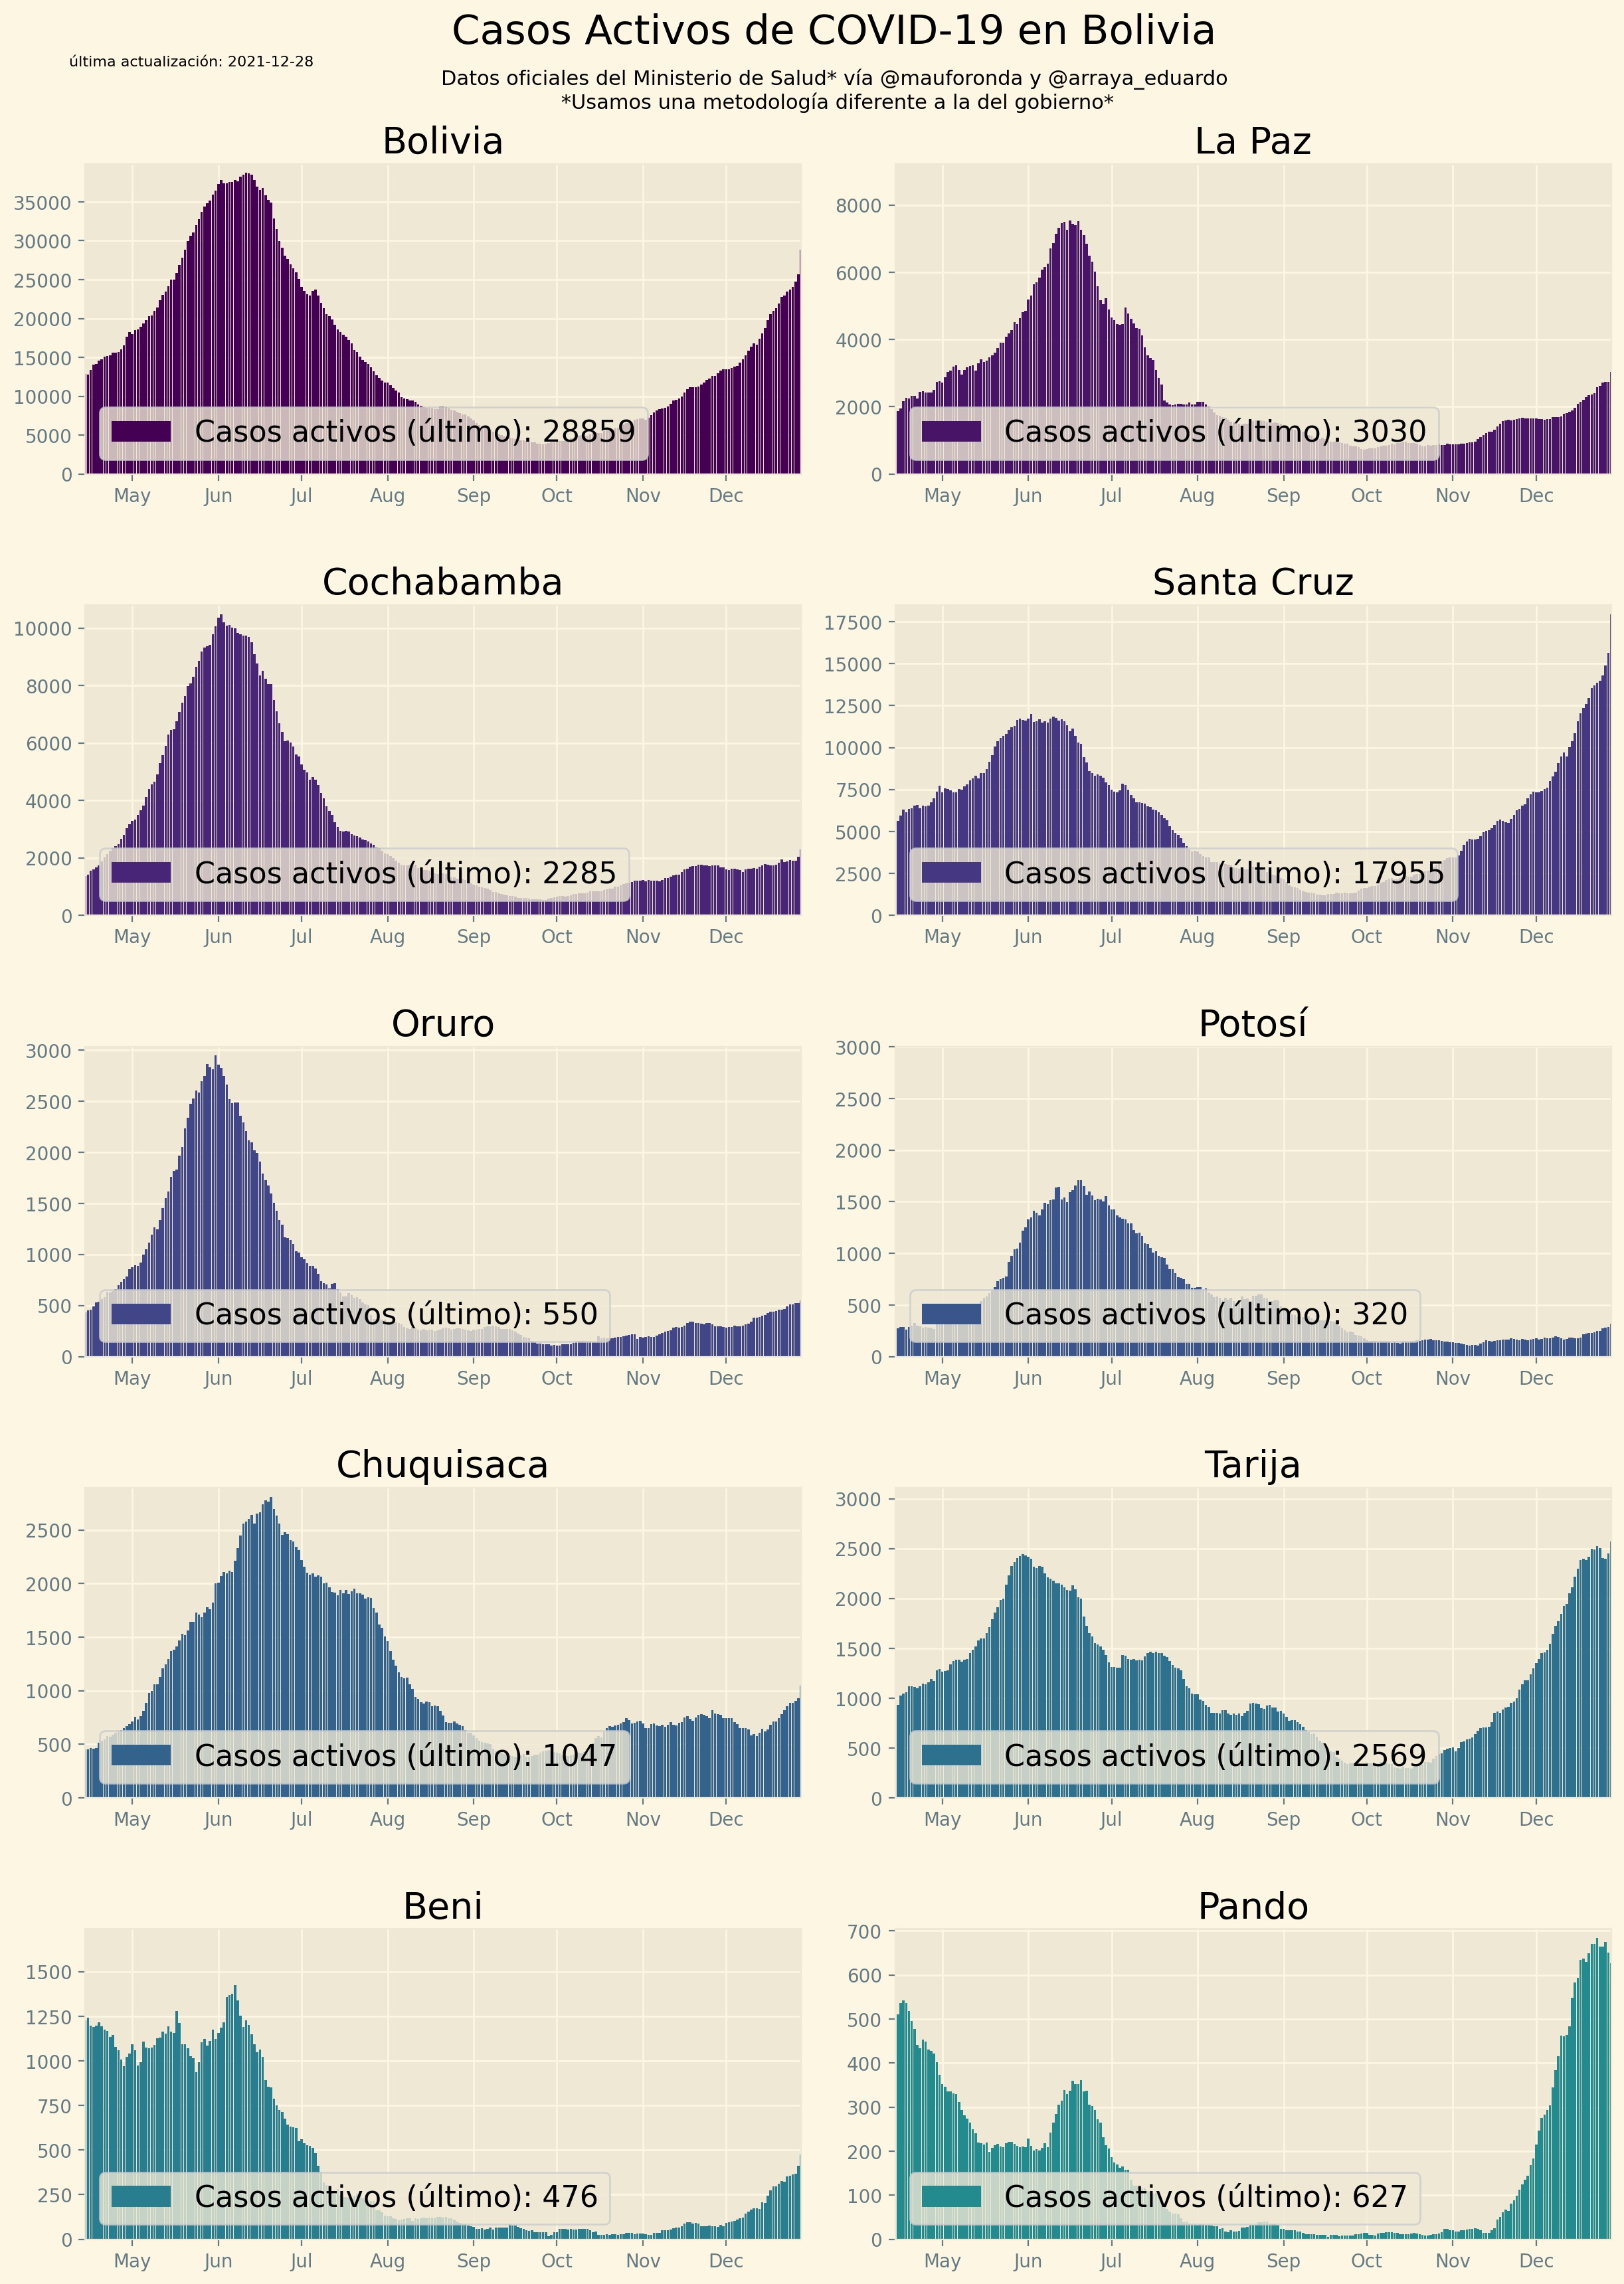 Casos Activos de COVID-19 en Bolivia
última actualización: 2021-12-28
Datos oficiales del Ministerio de Salud* vía @mauforonda y @arraya_eduardo
*Usamos una metodología diferente a la del gobierno*
Bolivia
35000
30000
25000
20000
15000
10000
5000
0
Casos activos (último): 28859
May Jun Jul Aug Sep Oct Nov Dec
La Paz
8000
6000
4000
2000
0
Casos activos (último): 3030
May Jun Jul Aug Sep Oct Nov Dec
Cochabamba
10000
8000
6000
4000
2000
0
Casos activos (último): 2285
May Jun Jul Aug Sep Oct Nov Dec
Santa Cruz
17500
15000
12500
10000
7500
5000
2500
0
Casos activos (último): 17955
May Jun Jul Aug Sep Oct Nov Dec
Oruro
3000
2500
2000
1500
1000
500
0
Casos activos (último): 550
May Jun Jul Aug Sep Oct Nov Dec
Potosí
3000
2500
2000
1500
1000
500
0
Casos activos (último): 320
May Jun Jul Aug Sep Oct Nov Dec
Chuquisaca
2500
2000
1500
1000
500
0
Casos activos (último): 1047
May Jun Jul Aug Sep Oct Nov Dec
Tarija
3000
2500
2000
1500
1000
500
0
Casos activos (último): 2569
May Jun Jul Aug Sep Oct Nov Dec
Beni
1500
1250
1000
750
500
250
0
Casos activos (último): 476
May Jun Jul Aug Sep Oct Nov Dec
Pando
700
600
500
400
300
200
100
0
Casos activos (último): 627
May Jun Jul Aug Sep Oct Nov Dec